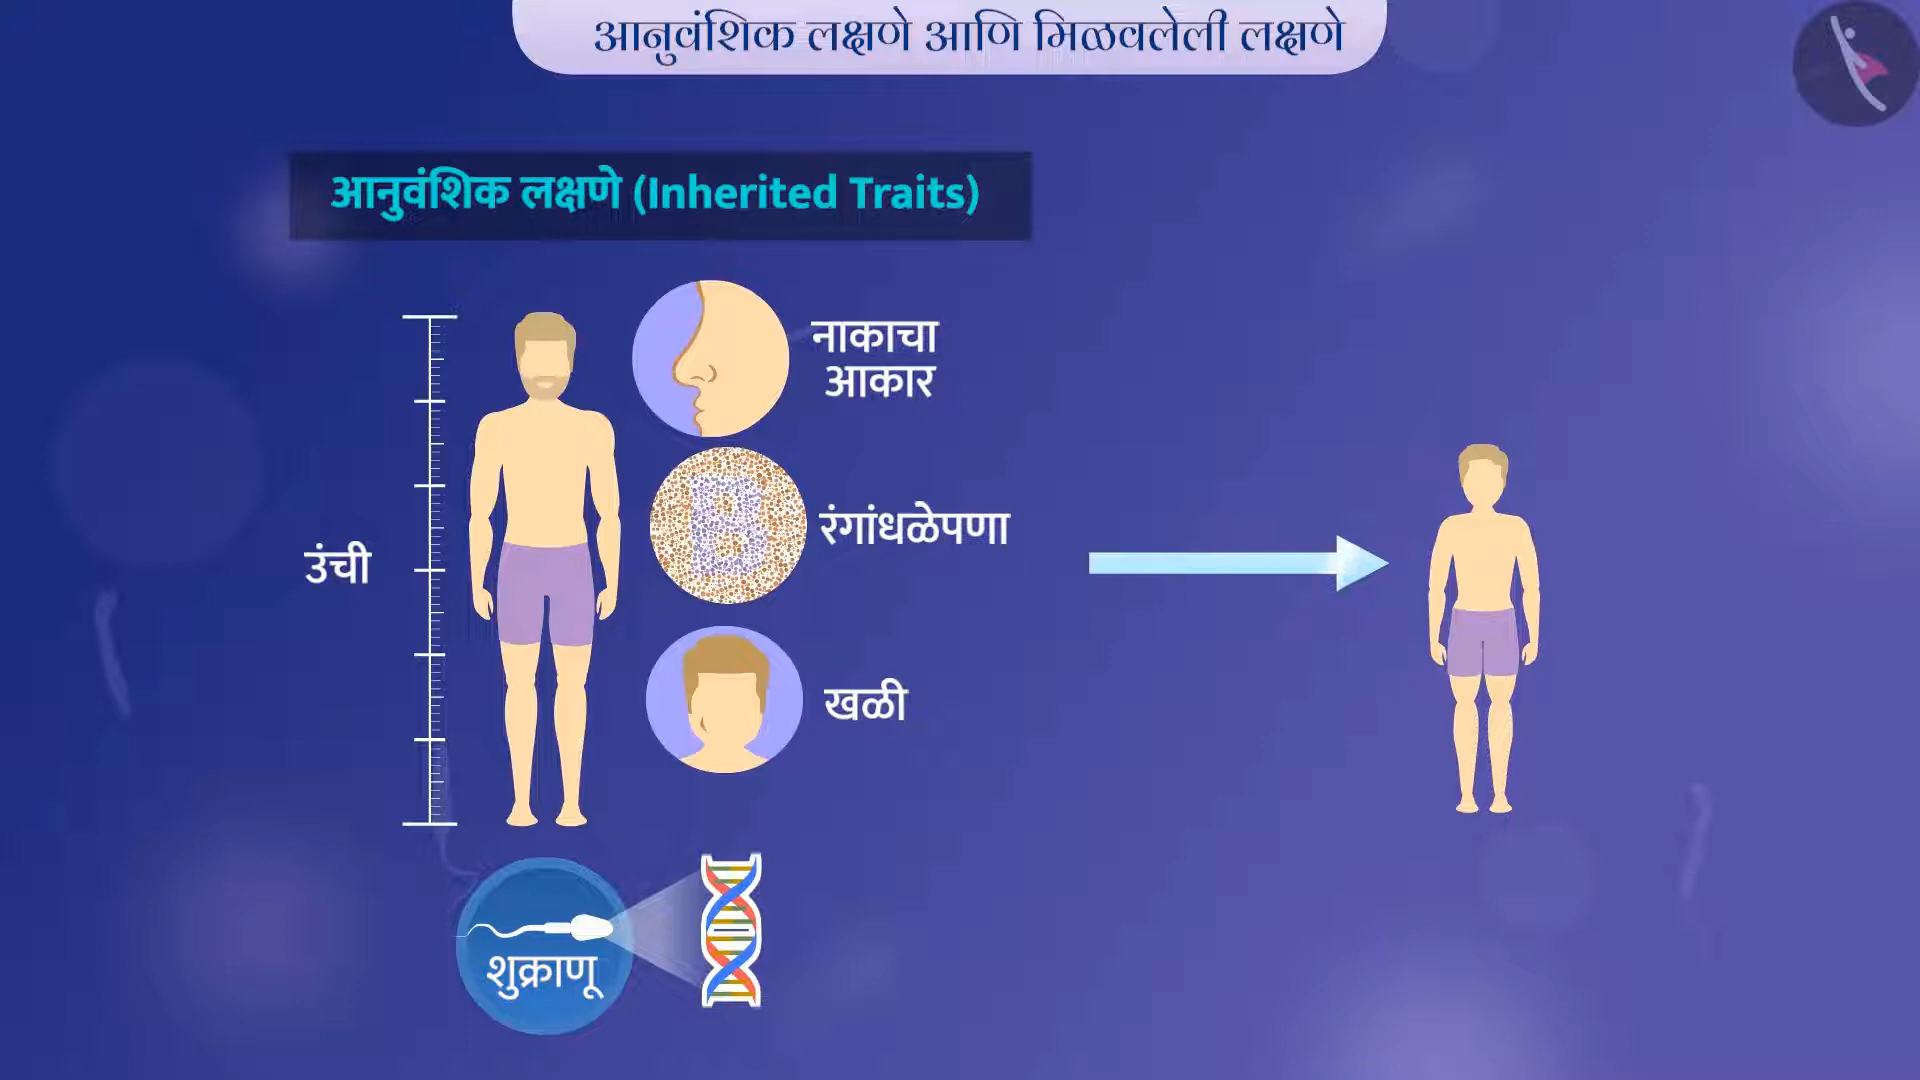 आनुवंशिक लक्षणे आणि मिळवलेली लक्षणे
आनुवंशिक लक्षणे (Inherited Traits)
नाकाचा
आकार
रंगांधळेपणा
B
उंची
खळी
शुक्राणू